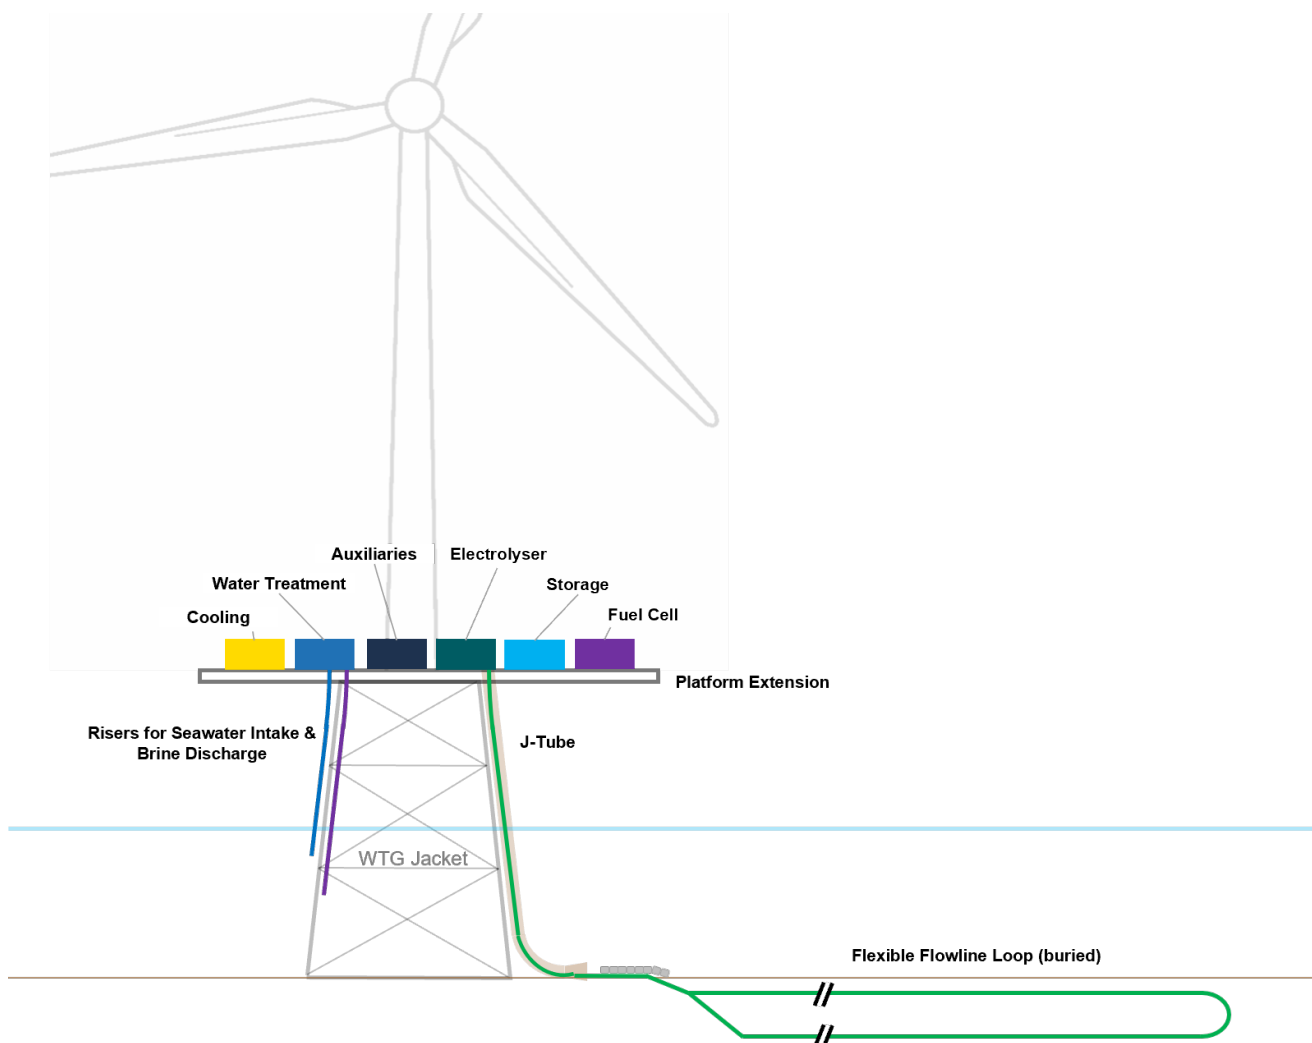 Auxiliaries
Electrolyser
Water Treatment
Storage
Cooling
Fuel Cell
Platform Extension
Risers for Seawater Intake &
Brine Discharge
J-Tube
WTG Jacket
Flexible Flowline Loop (buried)